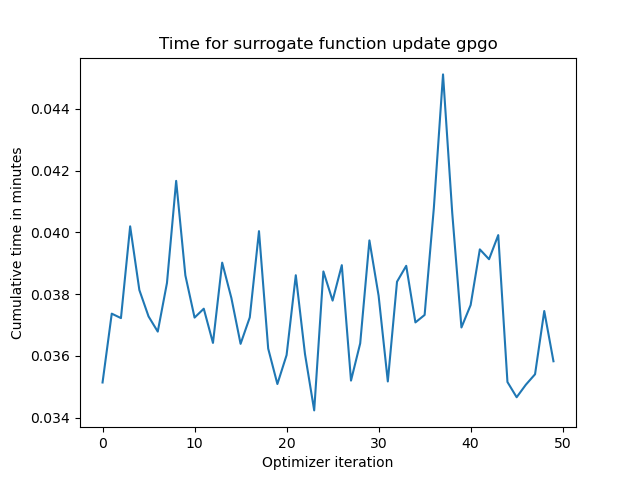 Time for surrogate function update gpgo
Cumulative time in minutes
0.044
0.042
0.040
0.038
0.036
0.034
0 10 20 30 40 50
Optimizer iteration